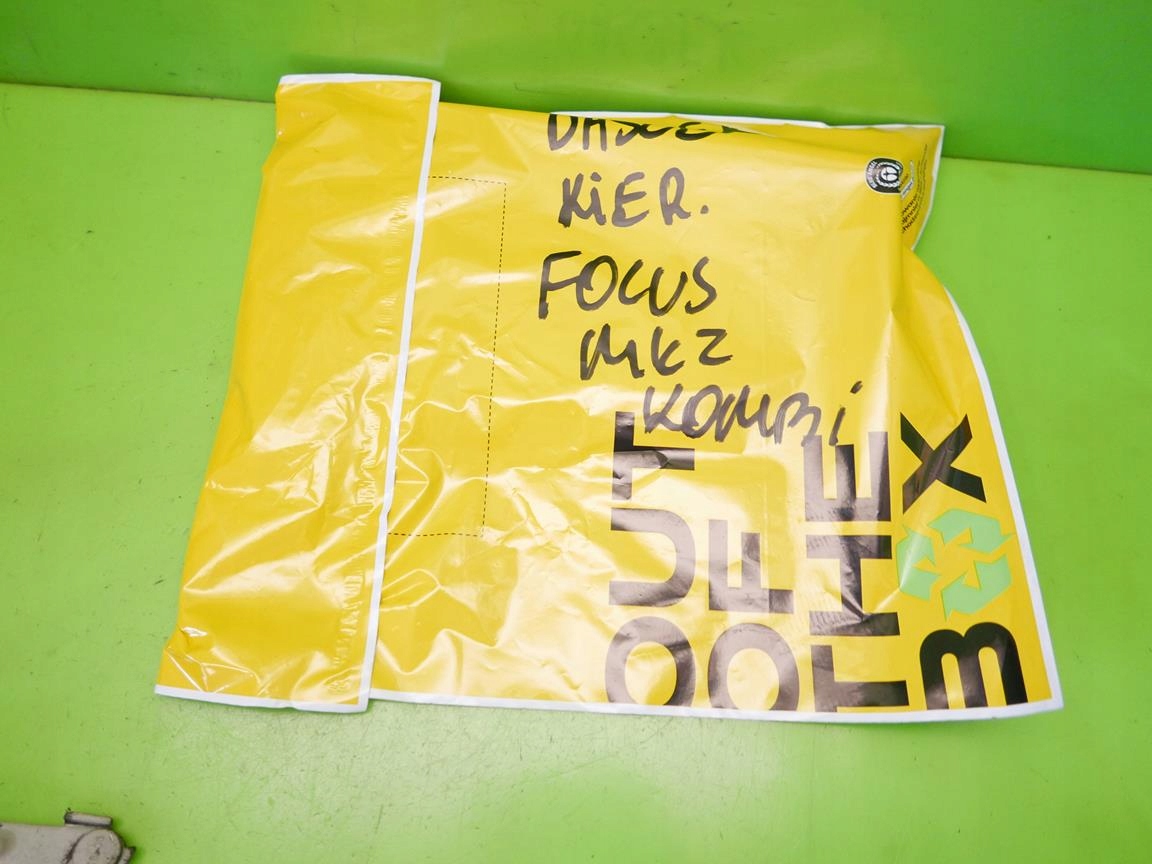 KiER.
FOCUS
MK2
KOMBi
OUT
OF
THE
BOX